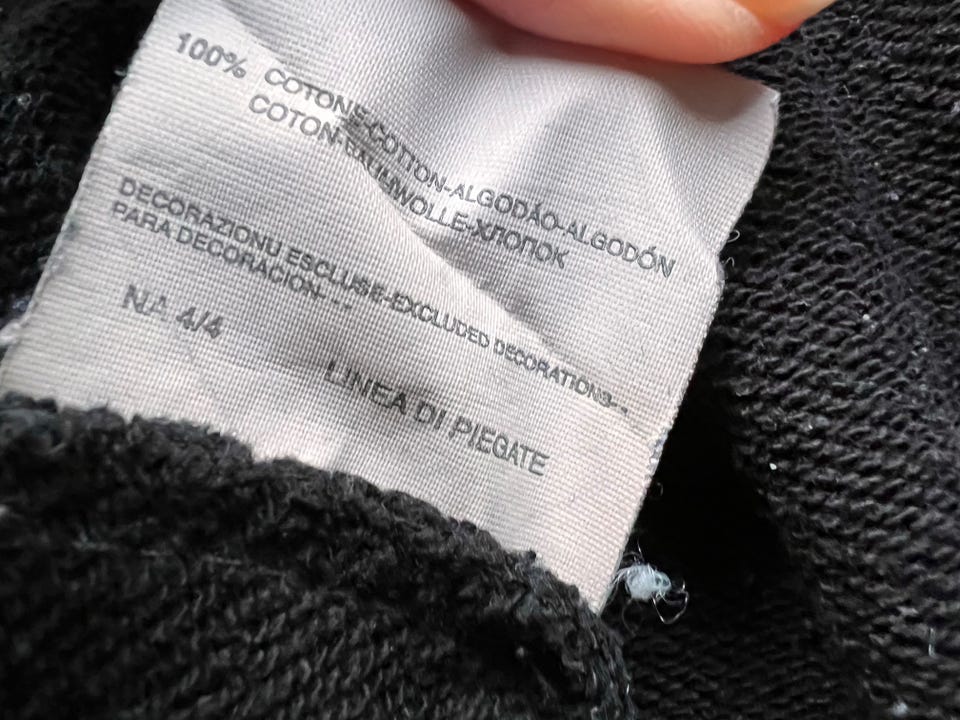 100% COTONE-COTTON-ALGODÃO-ALGODÓN
COTON-BAUMWOLLE-ХЛОПОК
DECORAZIONU ESCLUSE-EXCLUDED DECORATIONS- -
PARA DECORACION- - -
NA 4/4
LINEA DI PIEGATE